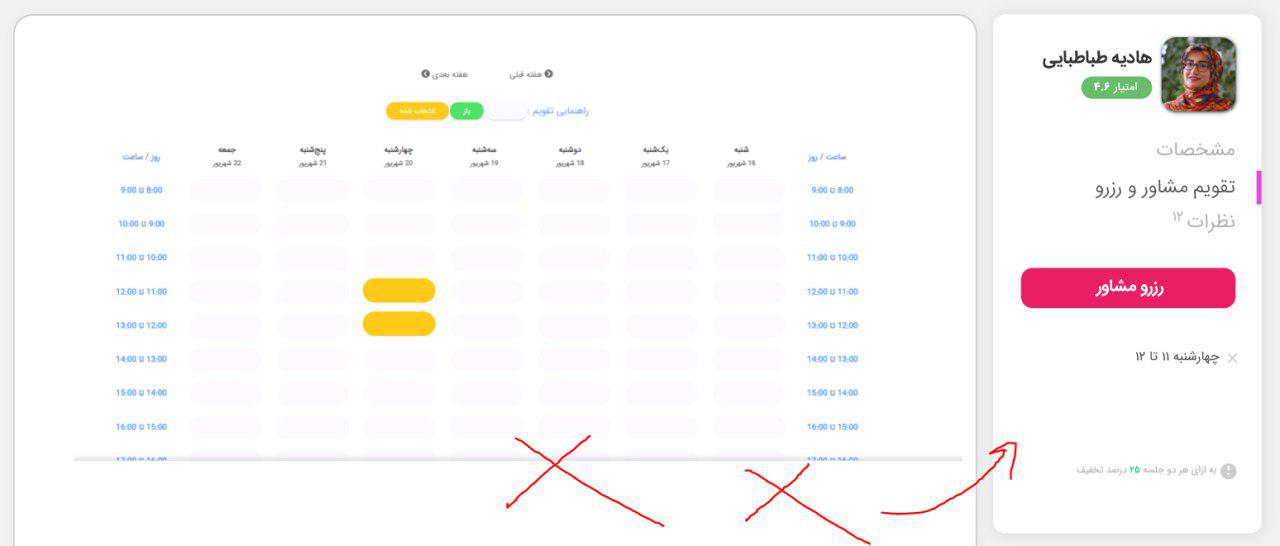 هادیه طباطبایی
امتیاز ۴.۶
مشخصات
تقویم مشاور و رزرو
نظرات ۱۲
رزرو مشاور
چهارشنبه ۱۱ تا ۱۲
به ازای هر دو جلسه ۲۵ درصد تخفیف
هفته قبلی هفته بعدی
راهنمایی تقویم : باز انتخاب شده
ساعت / روز شنبه یک‌شنبه دوشنبه سه‌شنبه چهارشنبه پنج‌شنبه جمعه روز / ساعت
16 شهریور 17 شهریور 18 شهریور 19 شهریور 20 شهریور 21 شهریور 22 شهریور
8:00 تا 9:00 8:00 تا 9:00
9:00 تا 10:00 9:00 تا 10:00
10:00 تا 11:00 10:00 تا 11:00
11:00 تا 12:00 11:00 تا 12:00
12:00 تا 13:00 12:00 تا 13:00
13:00 تا 14:00 13:00 تا 14:00
14:00 تا 15:00 14:00 تا 15:00
15:00 تا 16:00 15:00 تا 16:00
16:00 تا 17:00 16:00 تا 17:00